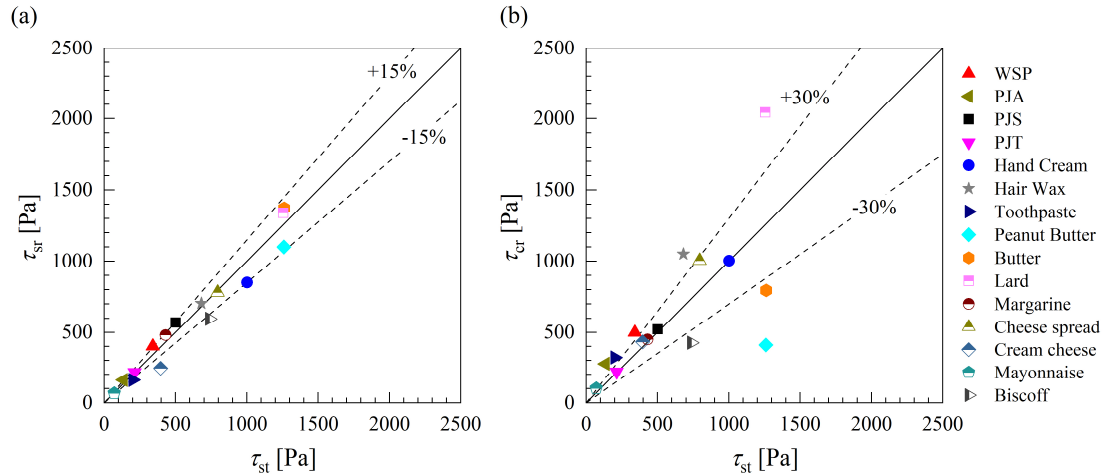 (a)
2500
2000
1500
1000
500
0
τsr [Pa]
+15%
-15%
0 500 1000 1500 2000 2500
τst [Pa]
(b)
2500
2000
1500
1000
500
0
τcr [Pa]
+30%
-30%
0 500 1000 1500 2000 2500
τst [Pa]
WSP
PJA
PJS
PJT
Hand Cream
Hair Wax
Toothpaste
Peanut Butter
Butter
Lard
Margarine
Cheese spread
Cream cheese
Mayonnaise
Biscoff